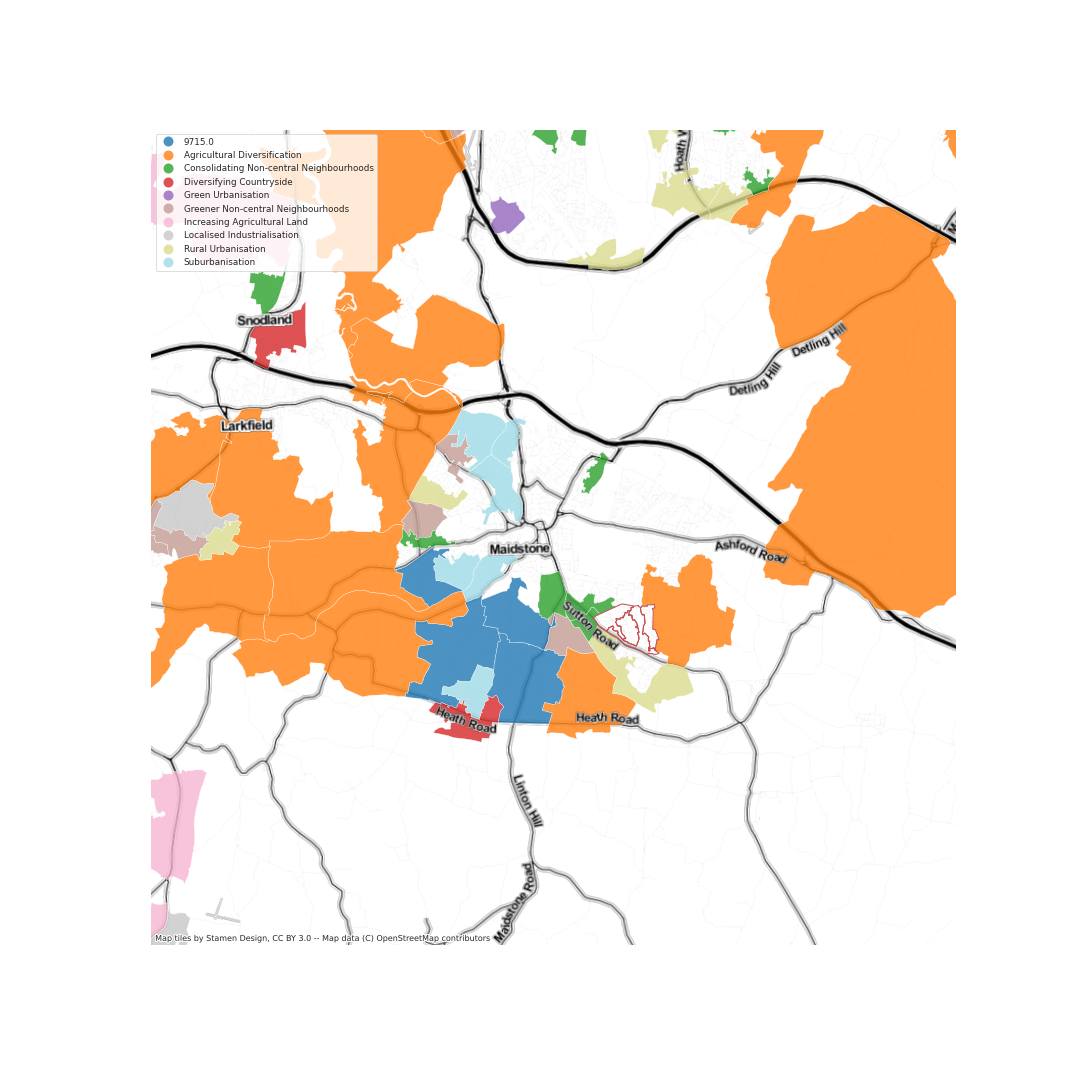 Hoath
9715.0
Agricultural Diversification
Consolidating Non-central Neighbourhoods
Diversifying Countryside
Green Urbanisation
Greener Non-central Neighbourhoods
Increasing Agricultural Land
Localised Industrialisation
Rural Urbanisation
Suburbanisation
Snodland
Detling Hill
Detling Hill
Larkfield
Maidstone
Ashford Road
Sutton Road
Heath Road
Heath Road
Linton Hill
Maidstone Road
Map tiles by Stamen Design, CC BY 3.0 -- Map data (C) OpenStreetMap contributors